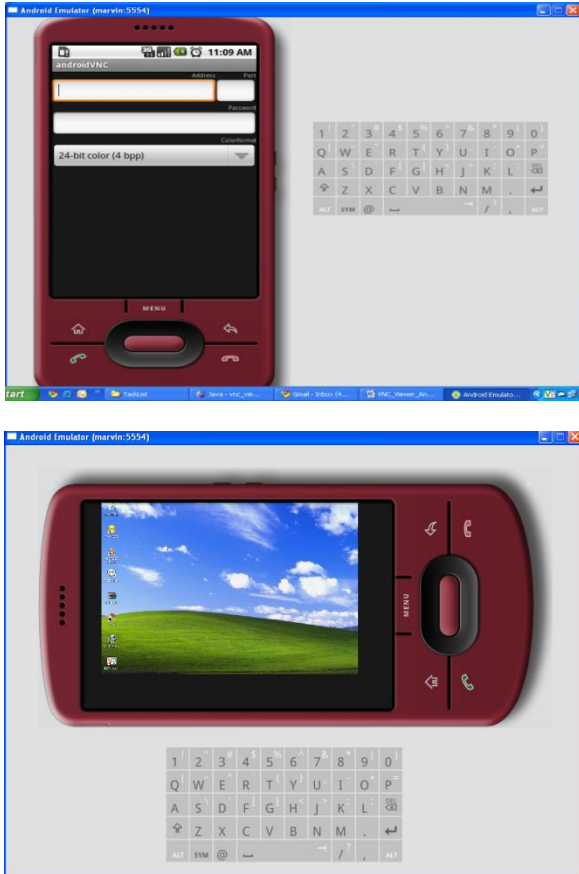 Android Emulator (marvin:5554)
11:09 AM
androidVNC
Address Port
Password
Colorformat
24-bit color (4 bpp)
MENU
1 ! 2 " 3 # 4 $ 5 % 6 ^ 7 & 8 * 9 ( 0 )
Q W E R T { Y } U - I O + P =
A S \ D F [ G ] H < J > K L : DEL
Z X C V B N M .
ALT SYM @ / ? , ALT
tart TaskList Java - vnc_vie... Gmail - Inbox (4... VNC_Viewer_An... Android Emulato...
Android Emulator (marvin:5554)
MENU
1 ! 2 " 3 # 4 $ 5 % 6 ^ 7 & 8 * 9 ( 0 )
Q W E R T { Y } U - I O + P =
A S \ D F [ G ] H < J > K L : DEL
Z X C V B N M .
ALT SYM @ / ? , ALT